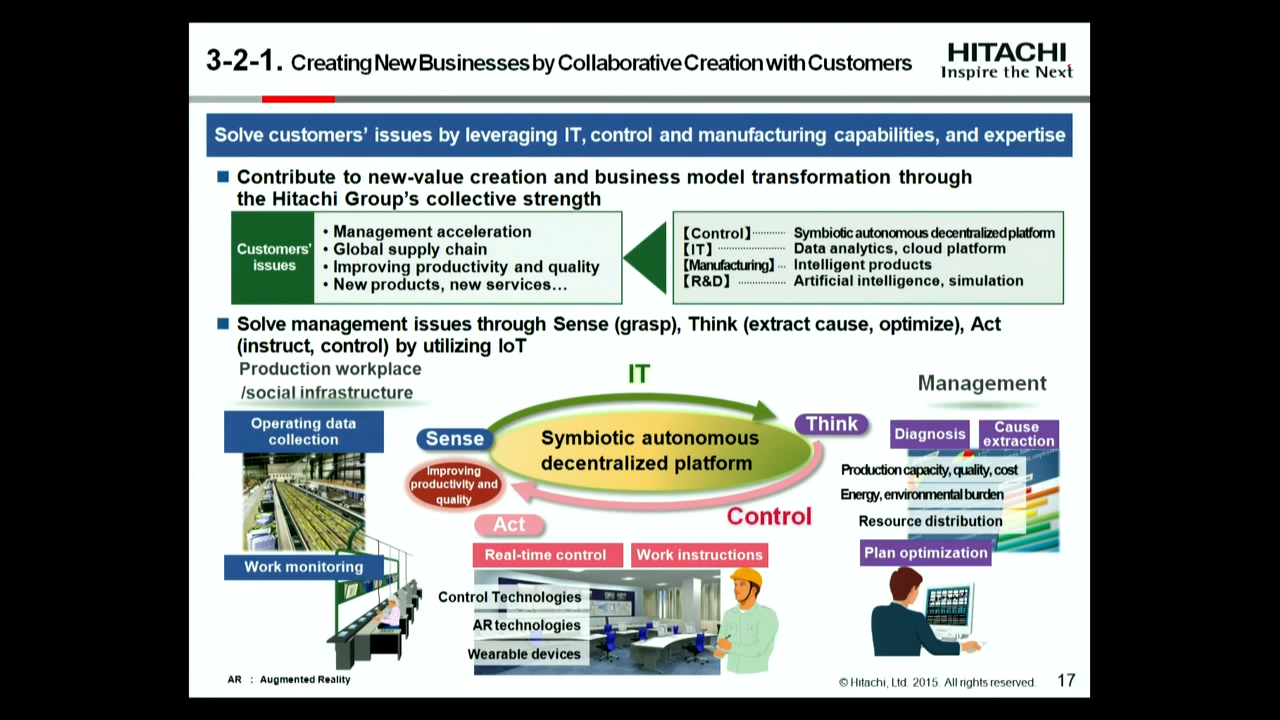 3-2-1. Creating New Businesses by Collaborative Creation with Customers
HITACHI
Inspire the Next
Solve customers' issues by leveraging IT, control and manufacturing capabilities, and expertise
Contribute to new-value creation and business model transformation through
the Hitachi Group's collective strength
Customers'
issues
• Management acceleration
• Global supply chain
• Improving productivity and quality
• New products, new services…
【Control】 ·········· Symbiotic autonomous decentralized platform
【IT】 ···················· Data analytics, cloud platform
【Manufacturing】 ··· Intelligent products
【R&D】 ·············· Artificial intelligence, simulation
Solve management issues through Sense (grasp), Think (extract cause, optimize), Act
(instruct, control) by utilizing IoT
Production workplace
/social infrastructure
Operating data
collection
Work monitoring
IT
Sense
Think
Symbiotic autonomous
decentralized platform
Improving
productivity and
quality
Act
Control
Real-time control
Work instructions
Control Technologies
AR technologies
Wearable devices
Management
Diagnosis
Cause
extraction
Production capacity, quality, cost
Energy, environmental burden
Resource distribution
Plan optimization
AR : Augmented Reality
© Hitachi, Ltd. 2015. All rights reserved.
17